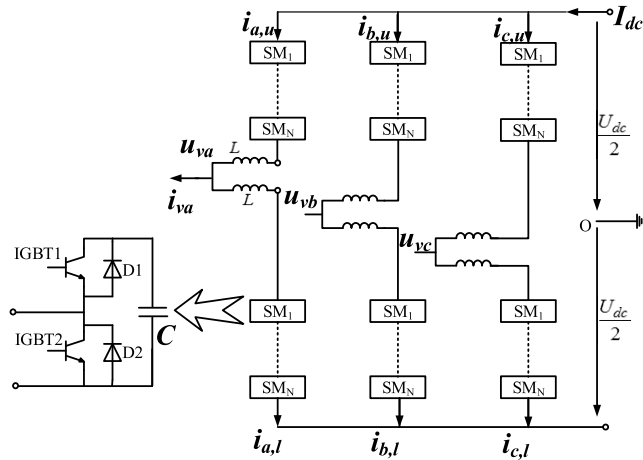 i_{a,u} i_{b,u} i_{c,u} I_{dc}
SM_1 SM_1 SM_1
SM_N SM_N SM_N
U_{dc}
2
u_{va} L
i_{va} L
u_{vb}
u_{vc}
O
IGBT1
D1
C
IGBT2
D2
SM_1 SM_1 SM_1
U_{dc}
2
SM_N SM_N SM_N
i_{a,l} i_{b,l} i_{c,l}